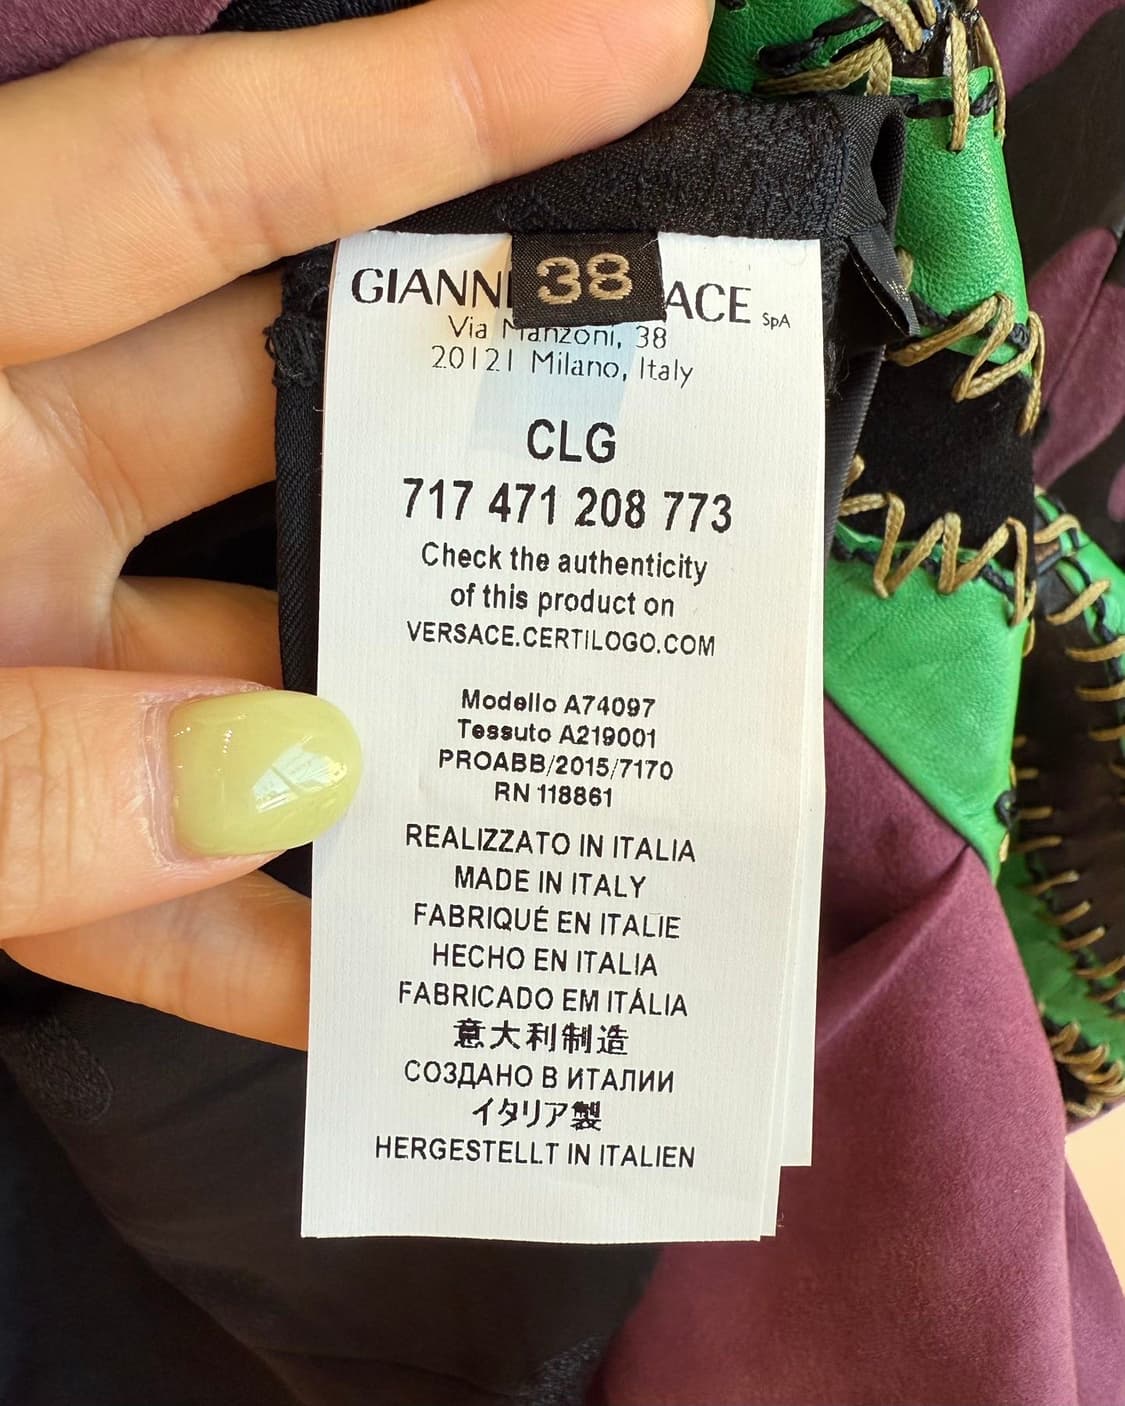 38
GIANNI ACE SpA
Via Manzoni, 38
20121 Milano, Italy
CLG
717 471 208 773
Check the authenticity
of this product on
VERSACE.CERTILOGO.COM
Modello A74097
Tessuto A219001
PROABB/2015/7170
RN 118861
REALIZZATO IN ITALIA
MADE IN ITALY
FABRIQUÉ EN ITALIE
HECHO EN ITALIA
FABRICADO EM ITÁLIA
意大利制造
СОЗДАНО В ИТАЛИИ
イタリア製
HERGESTELLT IN ITALIEN